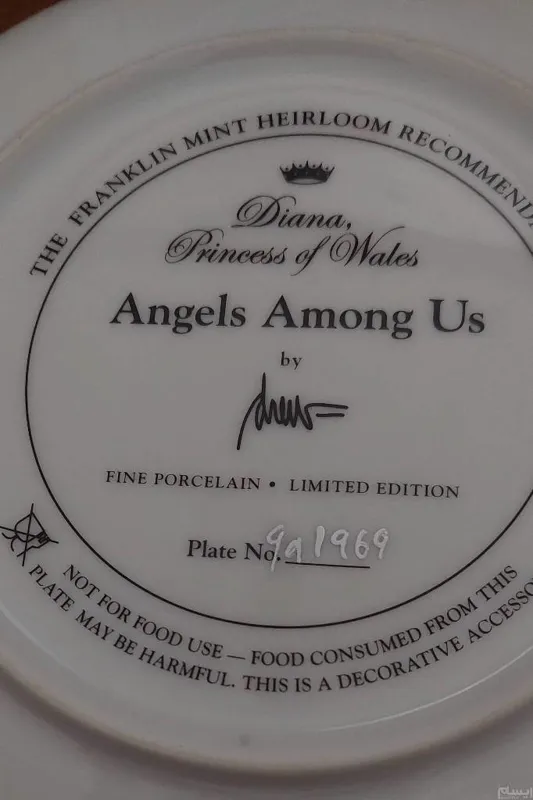 THE FRANKLIN MINT HEIRLOOM RECOMMEND
Diana,
Princess of Wales
Angels Among Us
by
FINE PORCELAIN • LIMITED EDITION
Plate No. 9A1969
NOT FOR FOOD USE — FOOD CONSUMED FROM THIS
PLATE MAY BE HARMFUL. THIS IS A DECORATIVE ACCESSO
ایسام